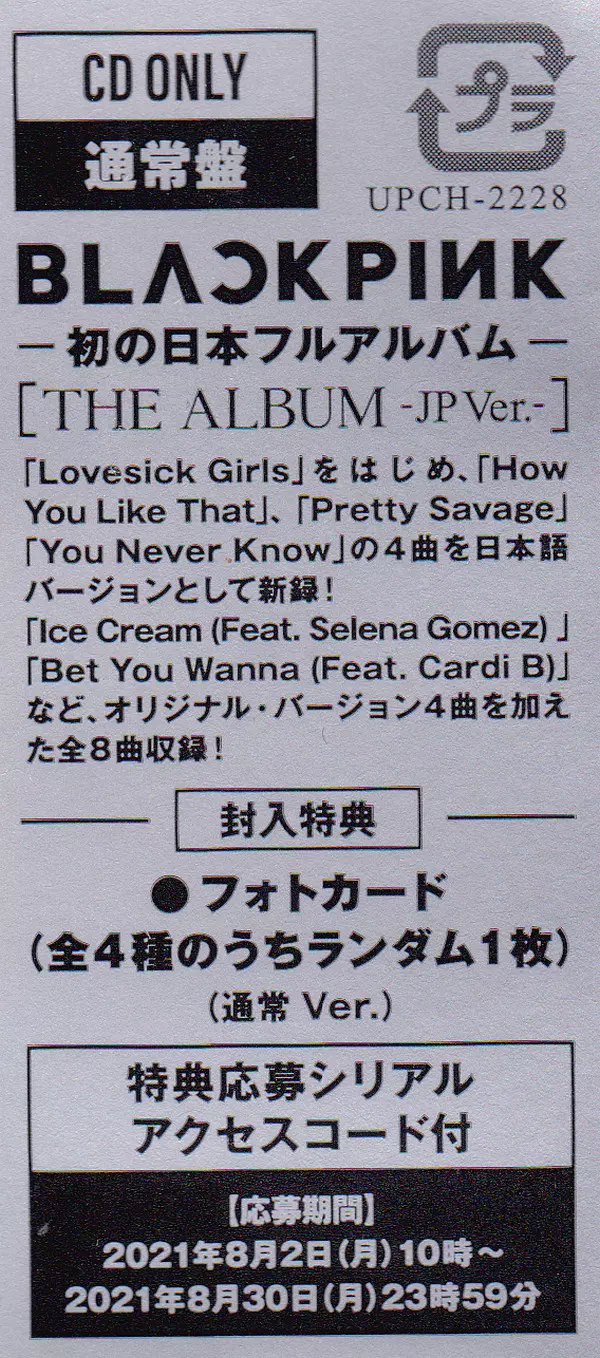 CD ONLY
通常盤
プラ
UPCH-2228
BLACKPINK
－初の日本フルアルバム－
[THE ALBUM -JP Ver.-]
「Lovesick Girls」をはじめ、「How
You Like That」、「Pretty Savage」
「You Never Know」の4曲を日本語
バージョンとして新録!
「Ice Cream (Feat. Selena Gomez) 」
「Bet You Wanna (Feat. Cardi B)」
など、オリジナル・バージョン4曲を加え
た全8曲収録!
封入特典
●フォトカード
(全4種のうちランダム1枚)
(通常 Ver.)
特典応募シリアル
アクセスコード付
【応募期間】
2021年8月2日(月)10時～
2021年8月30日(月)23時59分